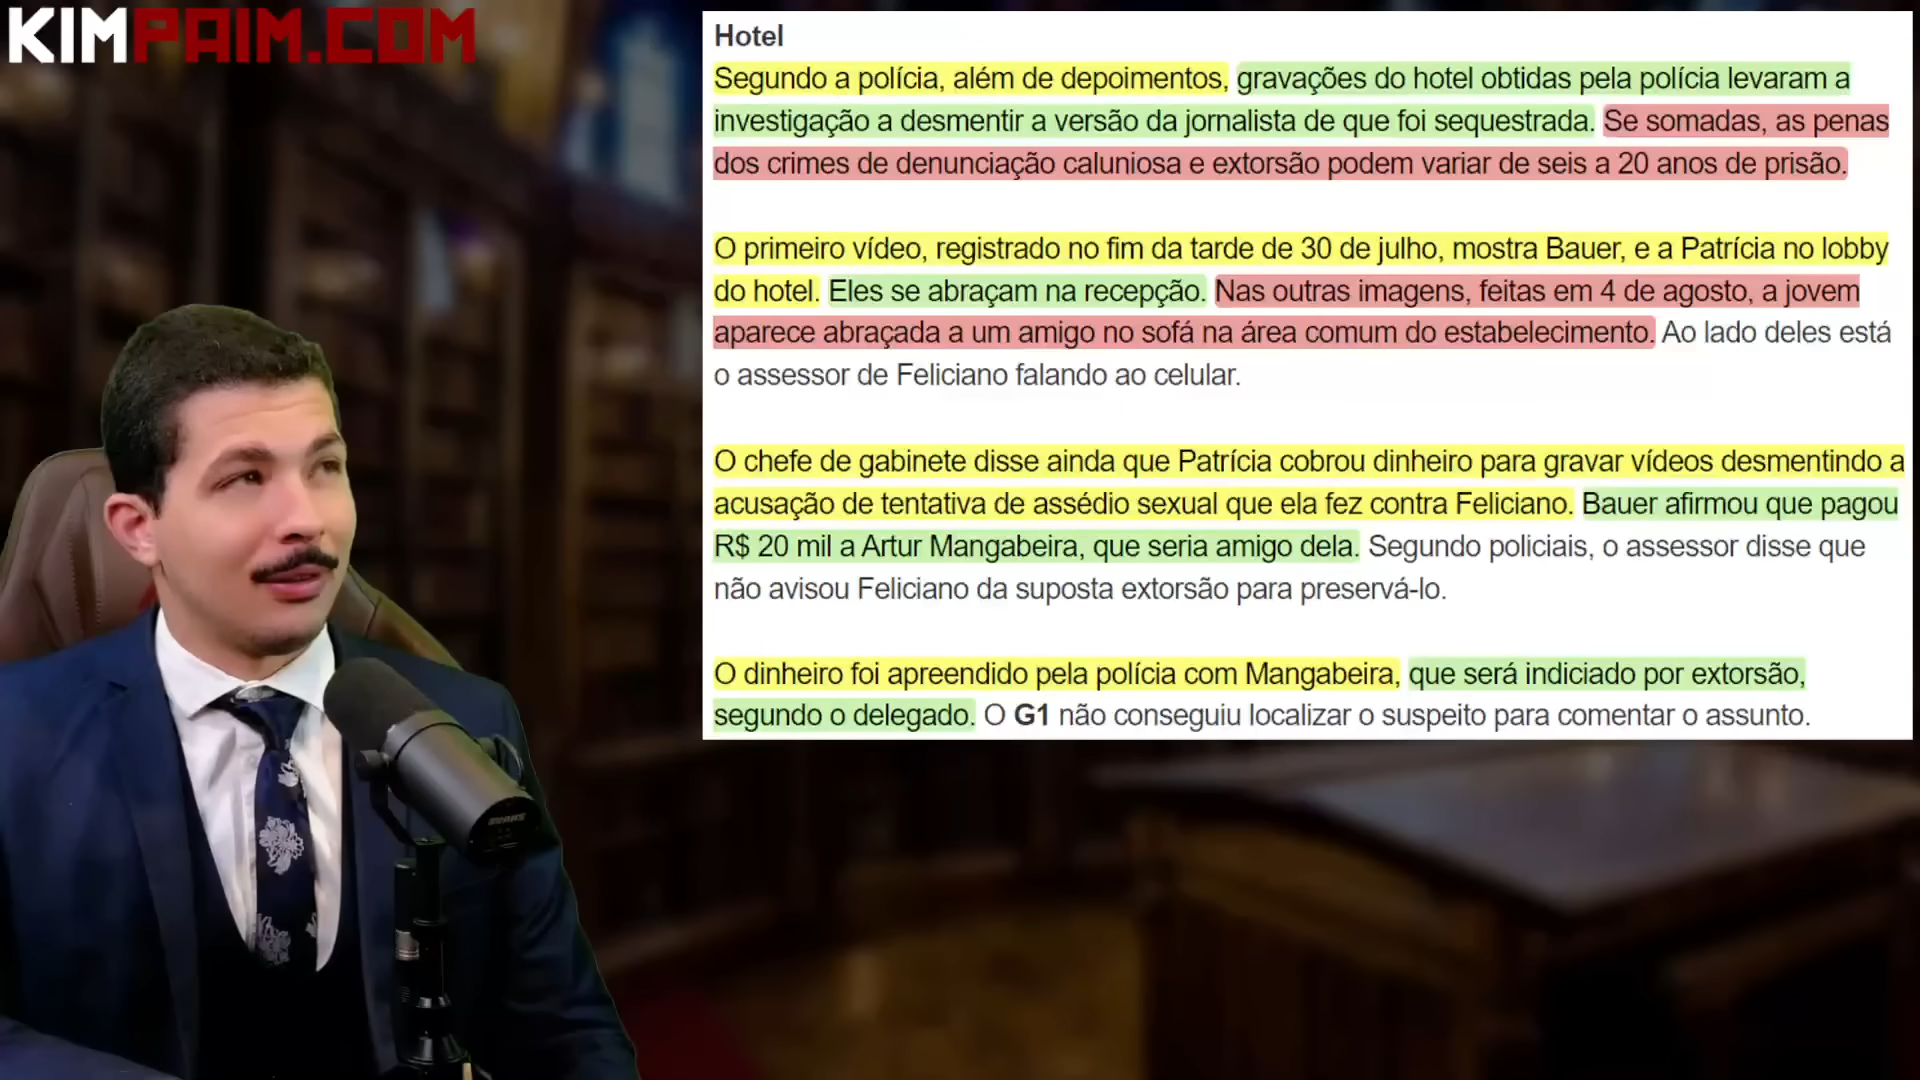 KIMPAIM.COM
Hotel
Segundo a polícia, além de depoimentos, gravações do hotel obtidas pela polícia levaram a
investigação a desmentir a versão da jornalista de que foi sequestrada. Se somadas, as penas
dos crimes de denunciação caluniosa e extorsão podem variar de seis a 20 anos de prisão.
O primeiro vídeo, registrado no fim da tarde de 30 de julho, mostra Bauer, e a Patrícia no lobby
do hotel. Eles se abraçam na recepção. Nas outras imagens, feitas em 4 de agosto, a jovem
aparece abraçada a um amigo no sofá na área comum do estabelecimento. Ao lado deles está
o assessor de Feliciano falando ao celular.
O chefe de gabinete disse ainda que Patrícia cobrou dinheiro para gravar vídeos desmentindo a
acusação de tentativa de assédio sexual que ela fez contra Feliciano. Bauer afirmou que pagou
R$ 20 mil a Artur Mangabeira, que seria amigo dela. Segundo policiais, o assessor disse que
não avisou Feliciano da suposta extorsão para preservá-lo.
O dinheiro foi apreendido pela polícia com Mangabeira, que será indiciado por extorsão,
segundo o delegado. O G1 não conseguiu localizar o suspeito para comentar o assunto.